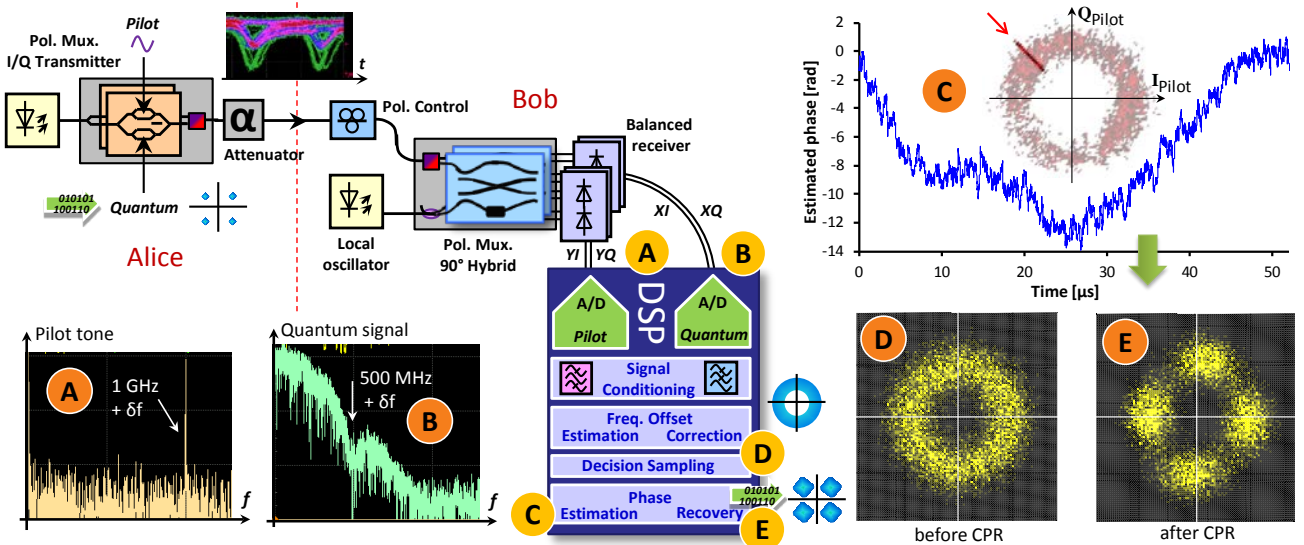 Pilot
Pol. Mux.
I/Q Transmitter
α
Attenuator
010101
100110
Quantum
Alice
t
Bob
Pol. Control
Balanced
receiver
Local
oscillator
Pol. Mux.
90° Hybrid
XI
XQ
YI
YQ
A
B
DSP
A/D
Pilot
A/D
Quantum
Signal
Conditioning
Freq. Offset
Estimation Correction
Decision Sampling
D
Phase
Estimation Recovery
C
E
010101
100110
Pilot tone
A
1 GHz
+ δf
f
Quantum signal
500 MHz
+ δf
B
f
Estimated phase [rad]
2
0
-2
-4
-6
-8
-10
-12
-14
0
10
20
30
40
50
Time [µs]
C
QPilot
IPilot
D
before CPR
E
after CPR